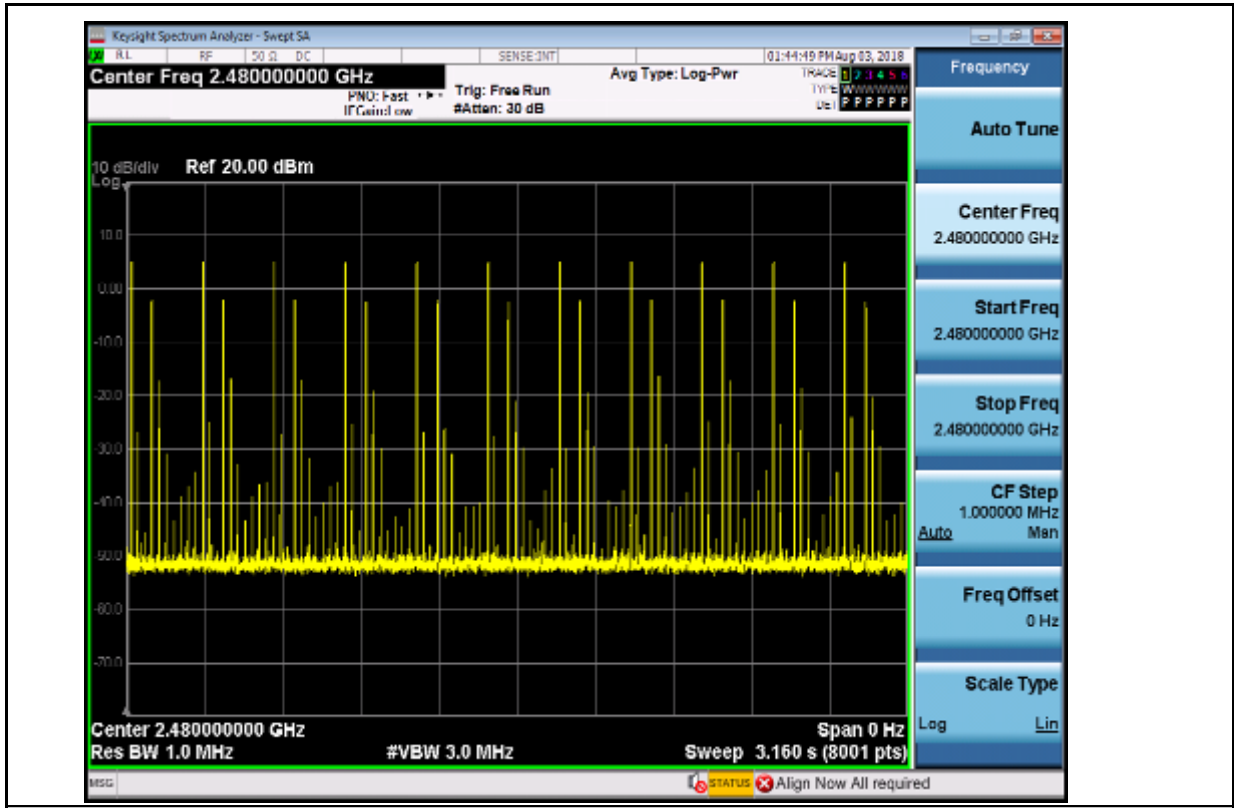 Keysight Spectrum Analyzer - Swept SA
RL RF 50 Ω DC SENSE:INT 01:44:49 PM Aug 03, 2018
Center Freq 2.480000000 GHz
PNO: Fast
IFGain:Low
Trig: Free Run
#Atten: 30 dB
Avg Type: Log-Pwr
TRACE 1 2 3 4 5 6
TYPE WWWWWW
DET P P P P P P
10 dB/div Ref 20.00 dBm
Log
10.0
0.00
-10.0
-20.0
-30.0
-40.0
-50.0
-60.0
-70.0
Center 2.480000000 GHz Span 0 Hz
Res BW 1.0 MHz #VBW 3.0 MHz Sweep 3.160 s (8001 pts)
MSG STATUS Align Now All required
Frequency
Auto Tune
Center Freq
2.480000000 GHz
Start Freq
2.480000000 GHz
Stop Freq
2.480000000 GHz
CF Step
1.000000 MHz
Auto Man
Freq Offset
0 Hz
Scale Type
Log Lin